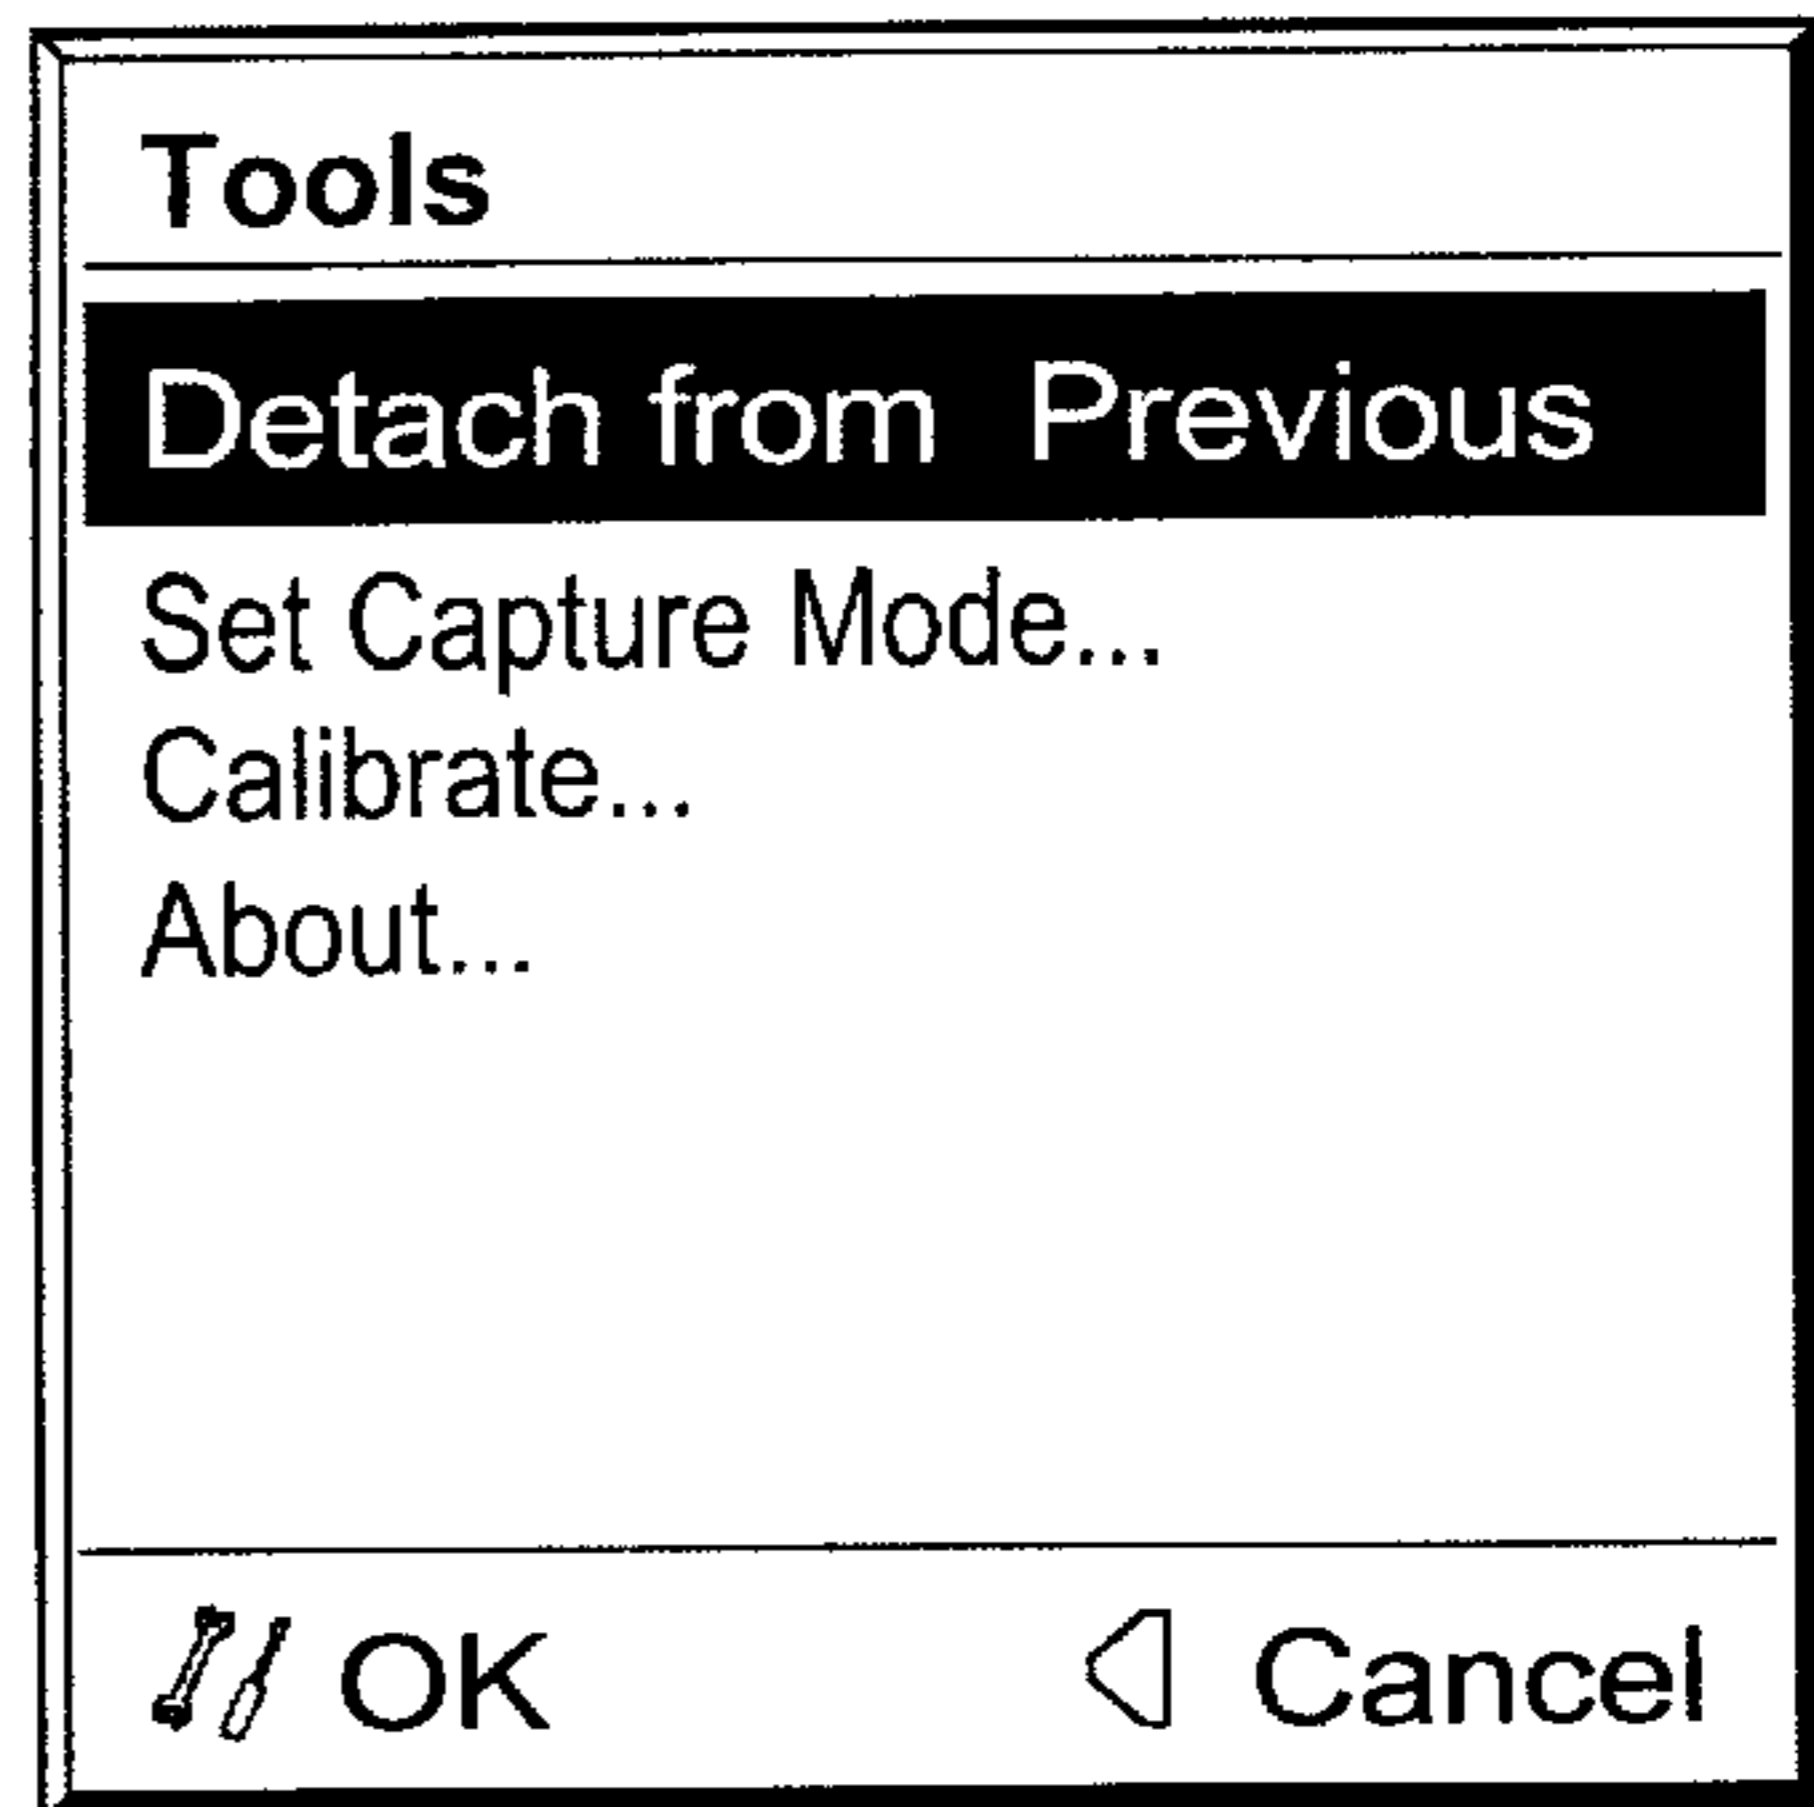 Tools
Detach from Previous
Set Capture Mode...
Calibrate...
About...
OK Cancel